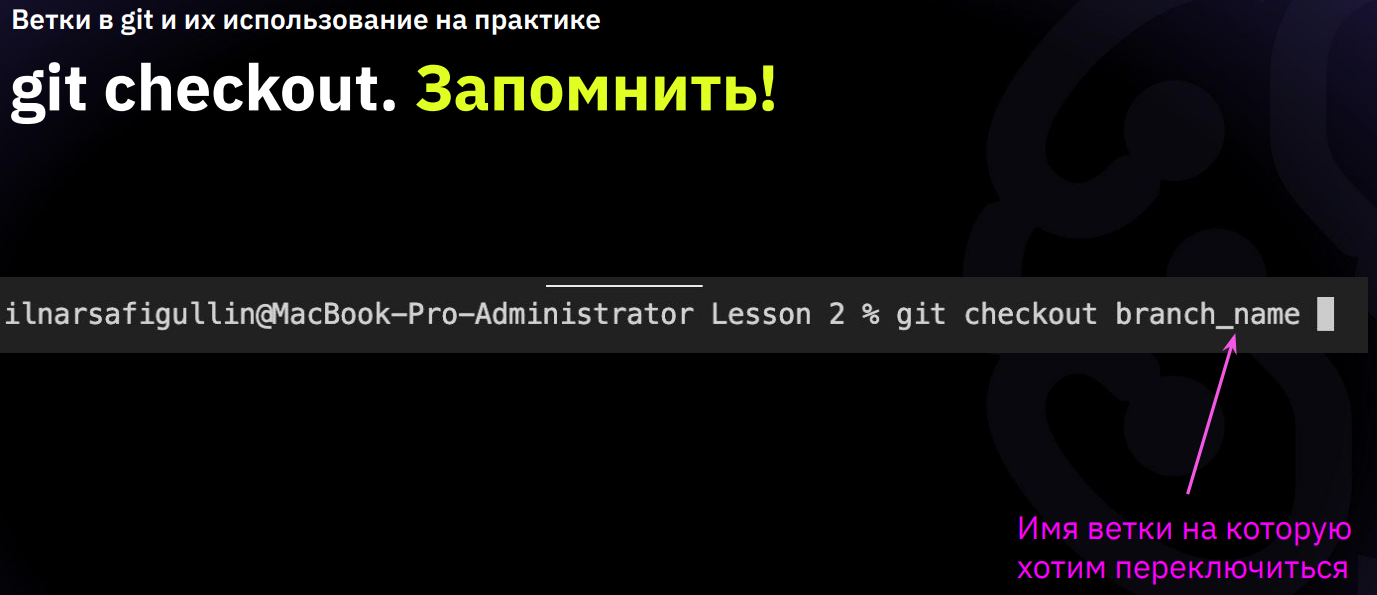 Ветки в git и их использование на практике
git checkout. Запомнить!
ilnarsafigullin@MacBook-Pro-Administrator Lesson 2 % git checkout branch_name
Имя ветки на которую
хотим переключиться